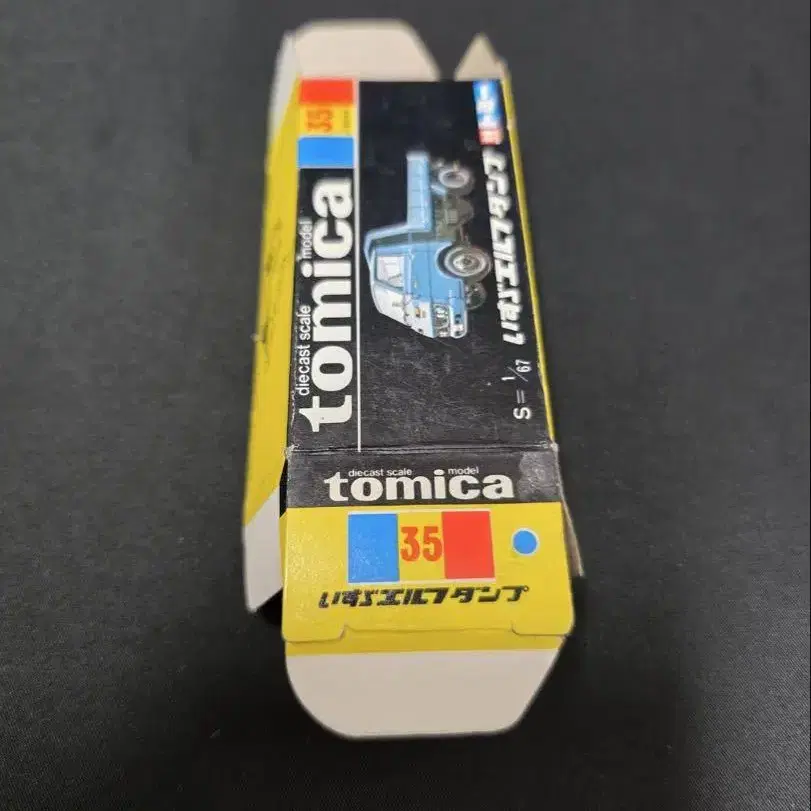 35
diecast scale model
tomica
いすゞエルフダンプ
S=1/67
diecast scale model
tomica
35
いすゞエルフダンプ